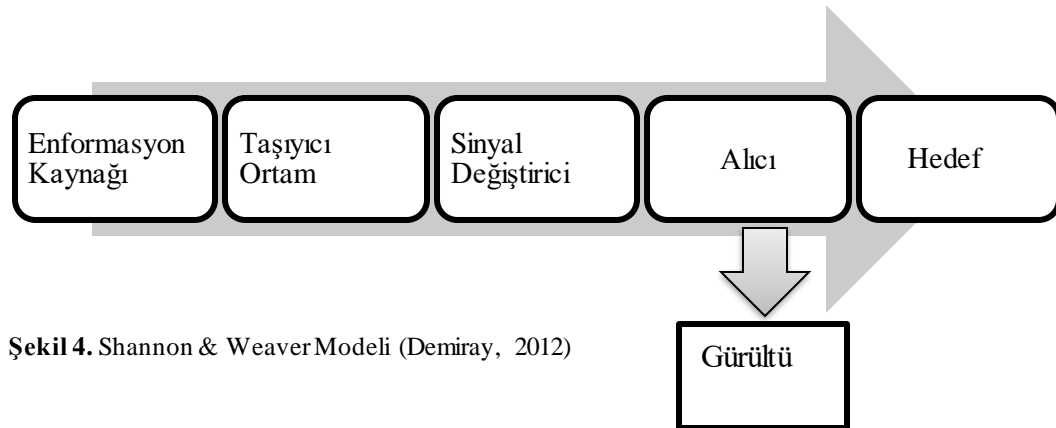 Enformasyon
Kaynağı
Taşıyıcı
Ortam
Sinyal
Değiştirici
Alıcı
Hedef
Şekil 4. Shannon & Weaver Modeli (Demiray, 2012)
Gürültü